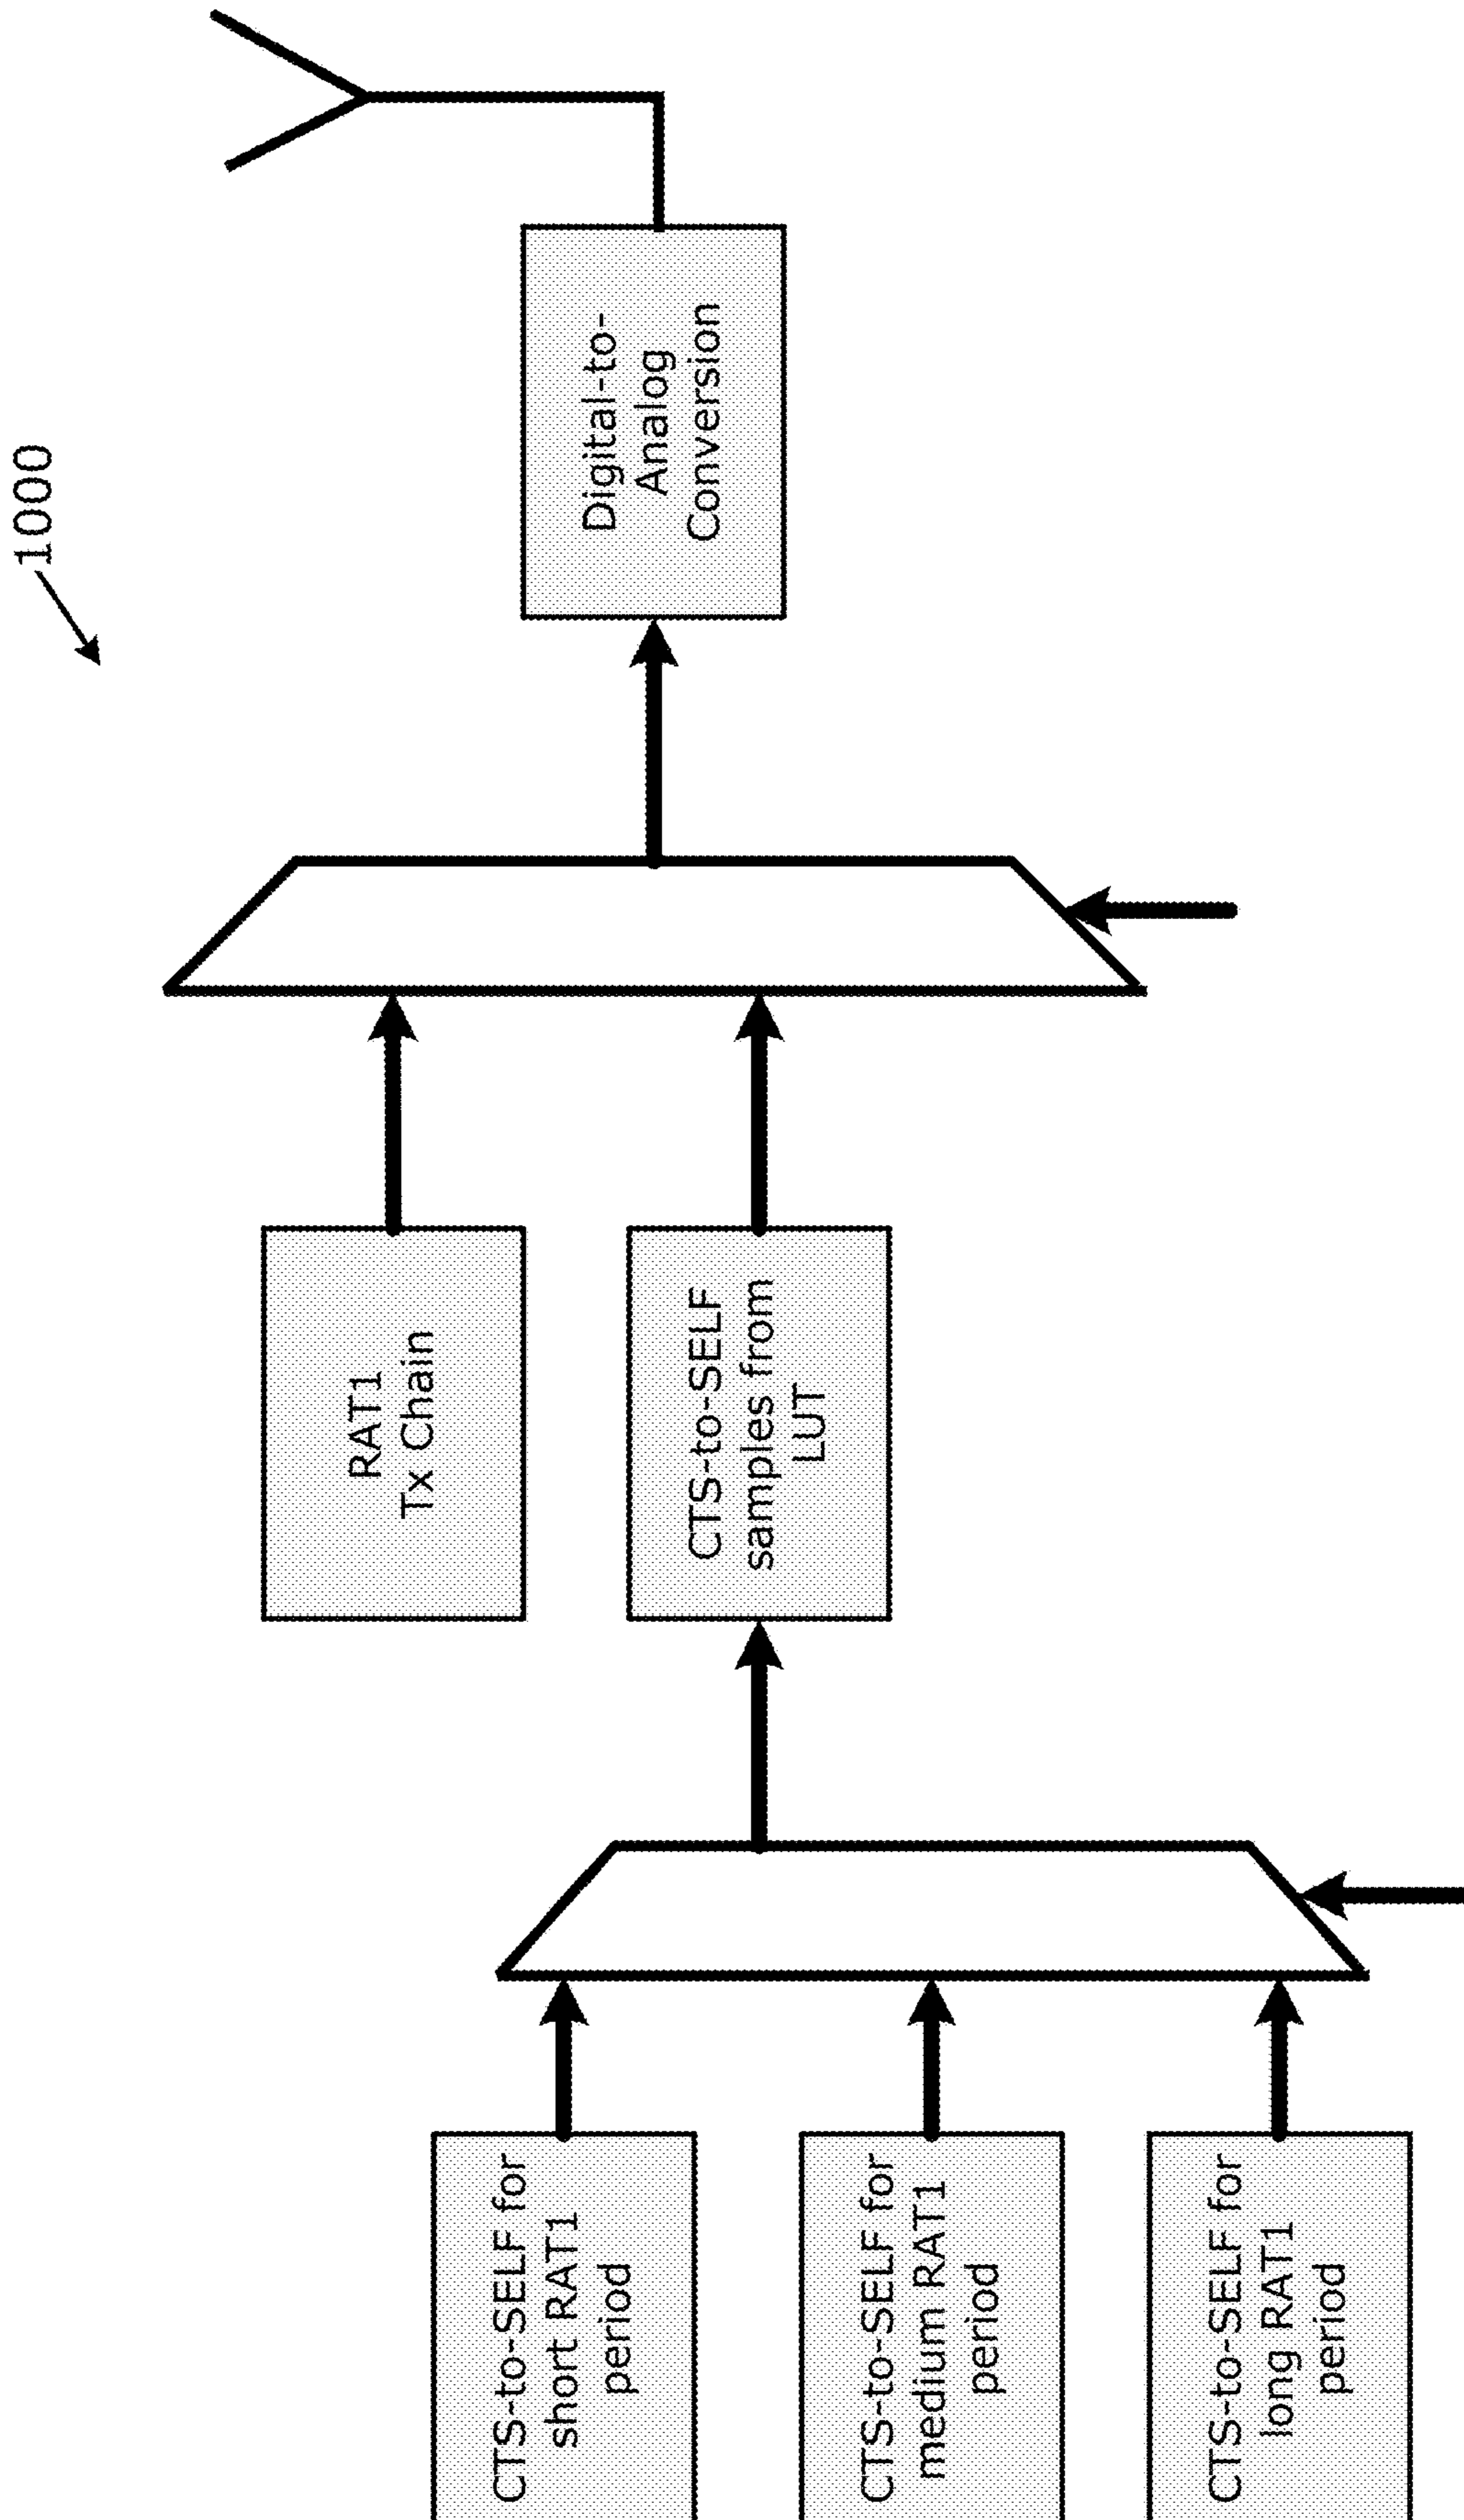 1000
CTS-to-SELF for
short RAT1
period
CTS-to-SELF for
medium RAT1
period
CTS-to-SELF for
long RAT1
period
RAT1
Tx Chain
CTS-to-SELF
samples from
LUT
Digital-to-
Analog
Conversion